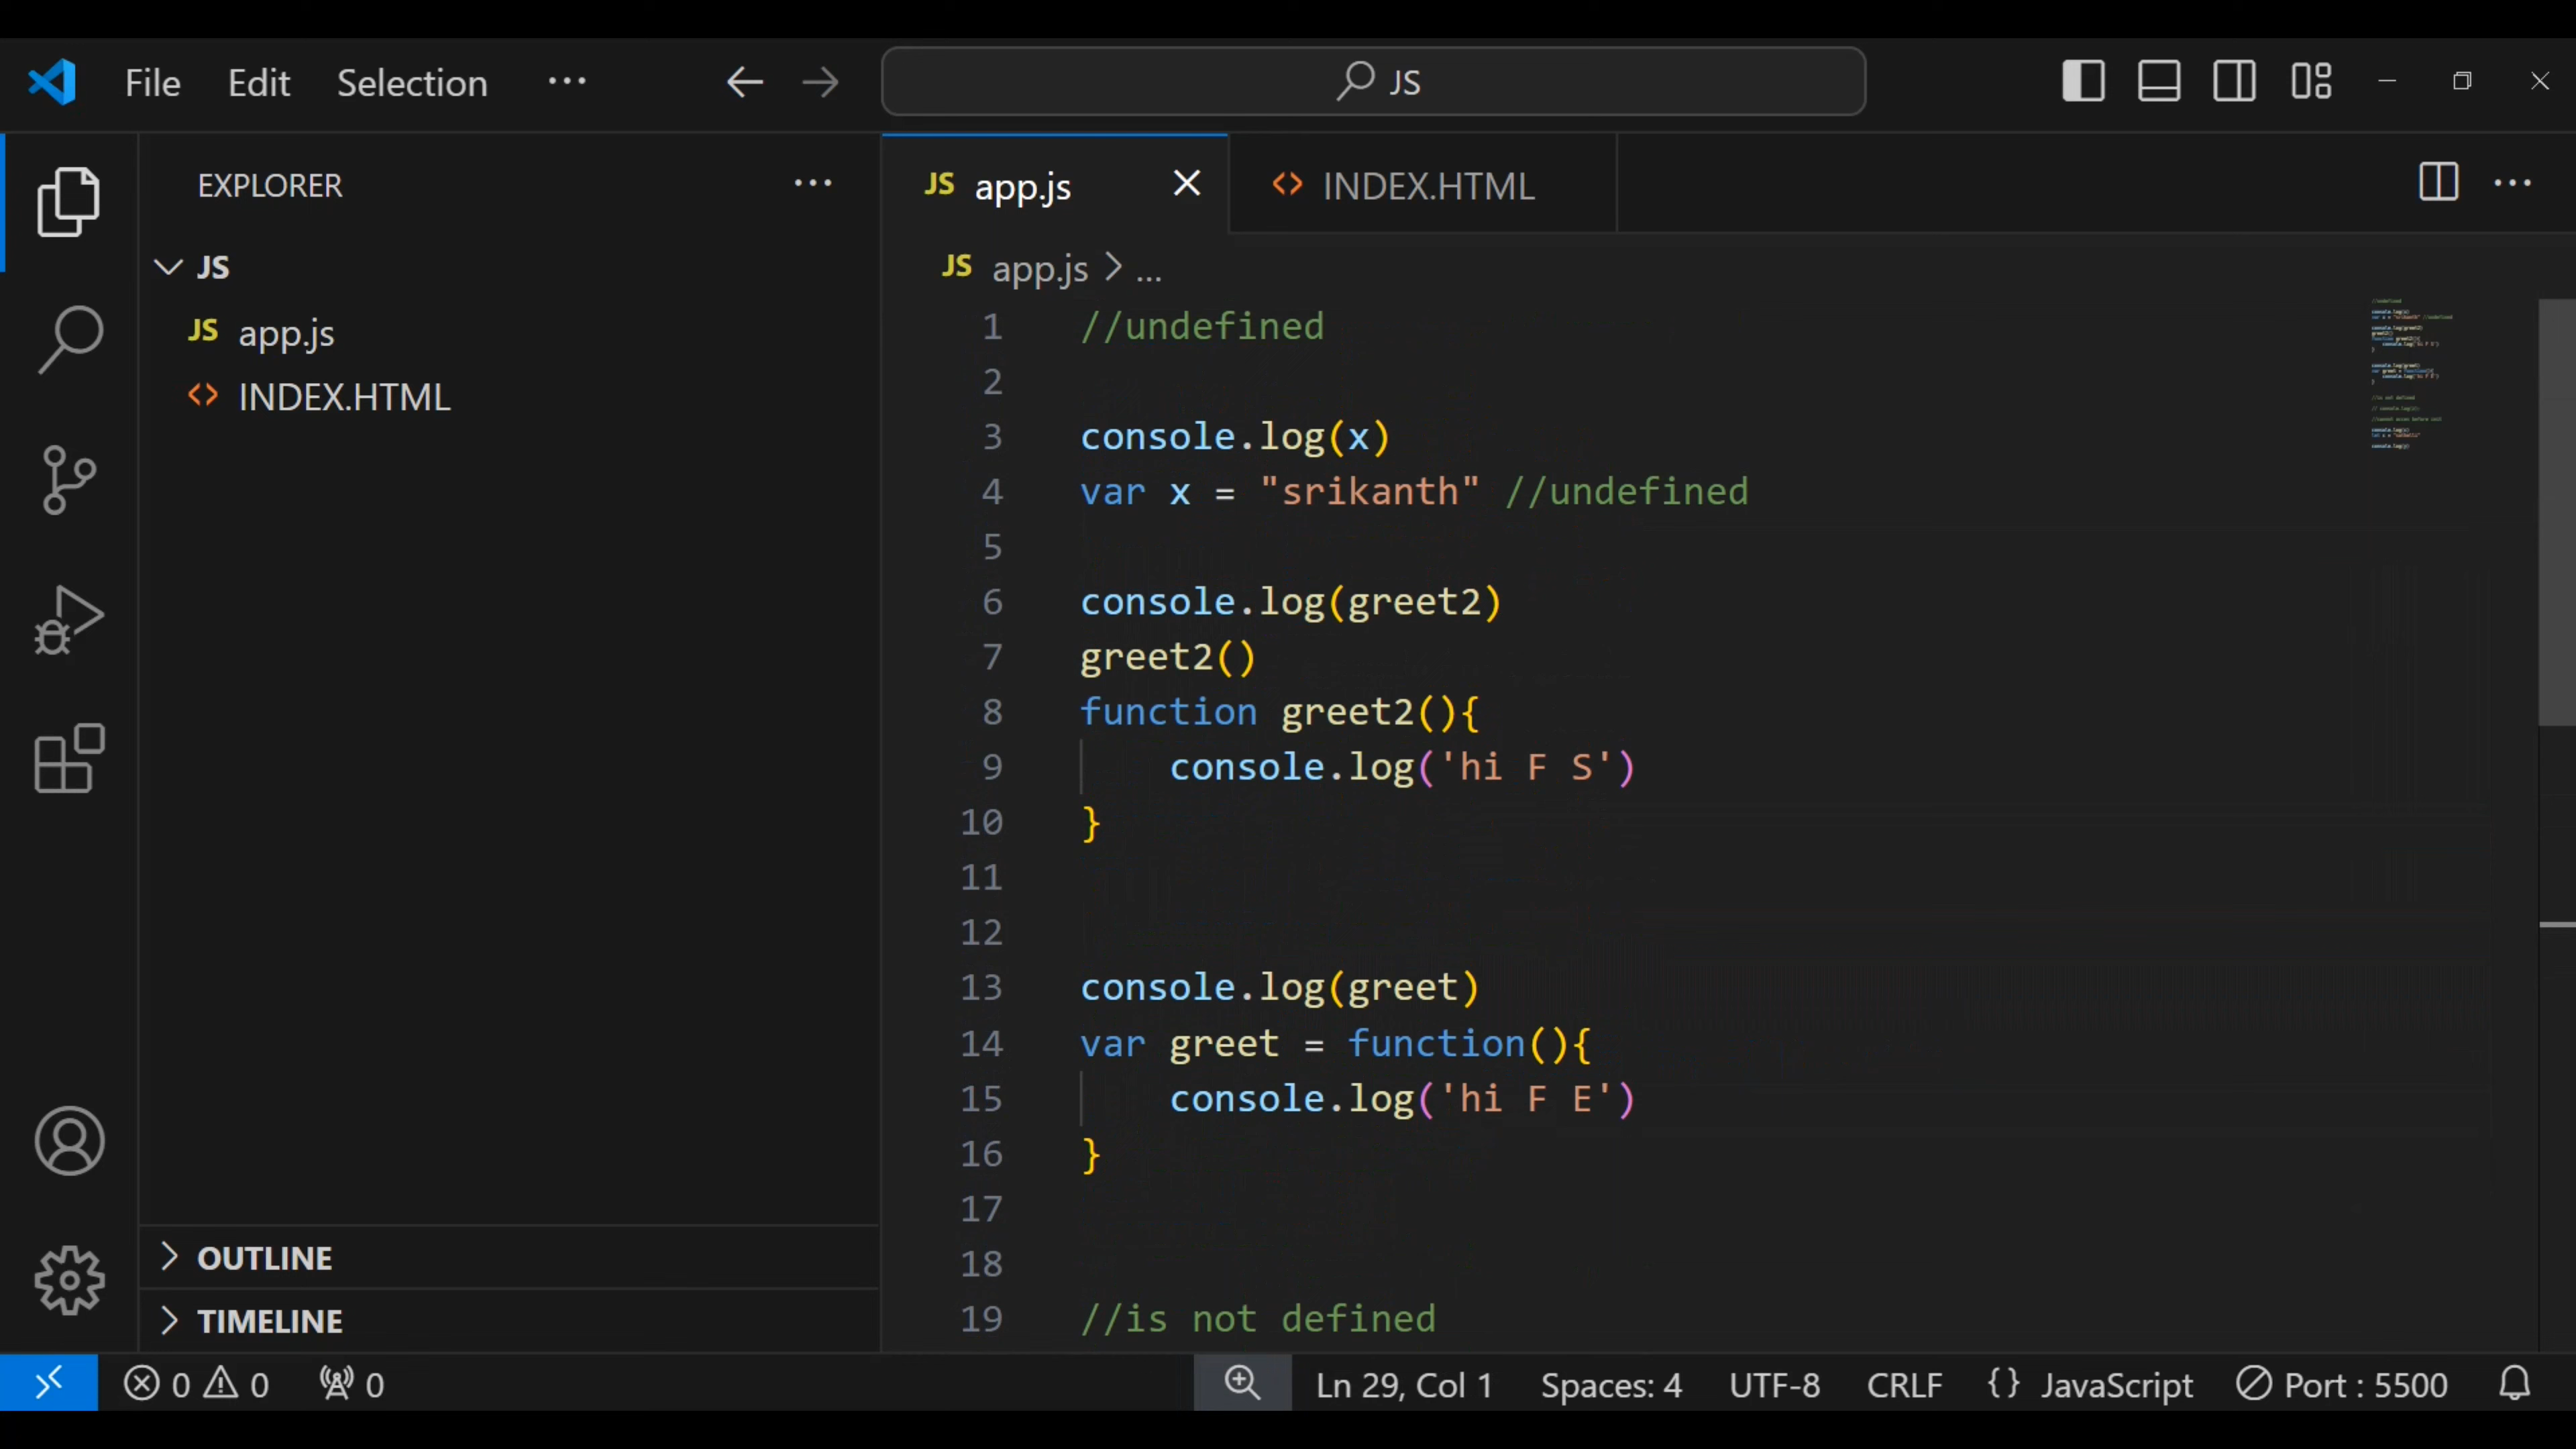 File Edit Selection ··· JS
EXPLORER ···
JS
JS app.js
INDEX.HTML
OUTLINE
TIMELINE
JS app.js INDEX.HTML ···
JS app.js > ...
1 //undefined
2
3 console.log(x)
4 var x = "srikanth" //undefined
5
6 console.log(greet2)
7 greet2()
8 function greet2(){
9 console.log('hi F S')
10 }
11
12
13 console.log(greet)
14 var greet = function(){
15 console.log('hi F E')
16 }
17
18
19 //is not defined
0 0 0 Ln 29, Col 1 Spaces: 4 UTF-8 CRLF {} JavaScript Port : 5500